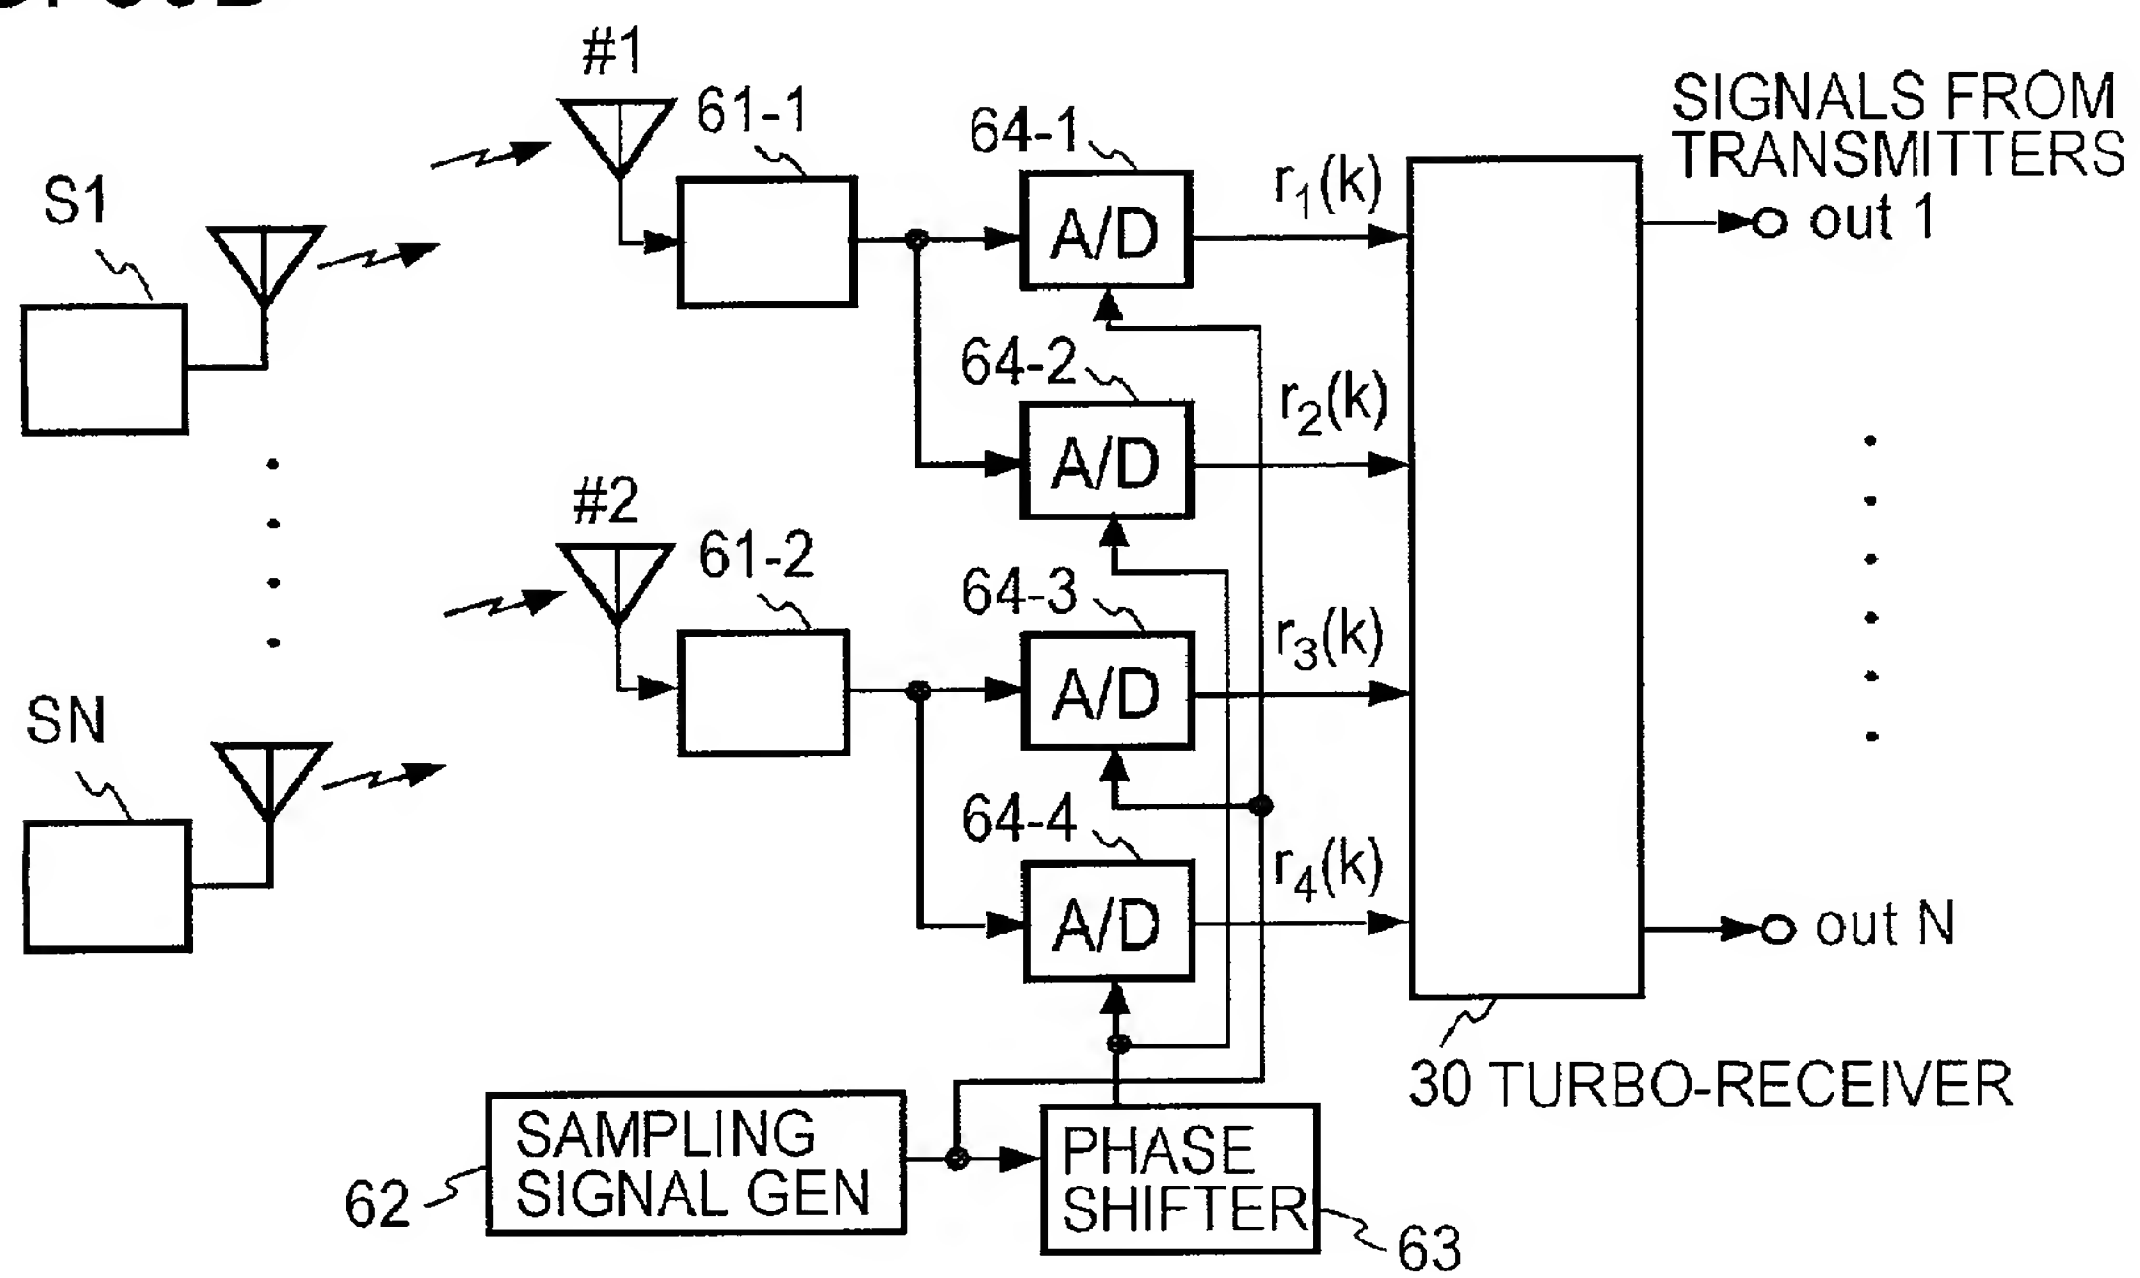 #1
61-1
64-1
SIGNALS FROM
TRANSMITTERS
S1
A/D
r1(k)
out 1
64-2
A/D
r2(k)
#2
61-2
64-3
A/D
r3(k)
SN
64-4
A/D
r4(k)
out N
30 TURBO-RECEIVER
SAMPLING
SIGNAL GEN
62
PHASE
SHIFTER
63